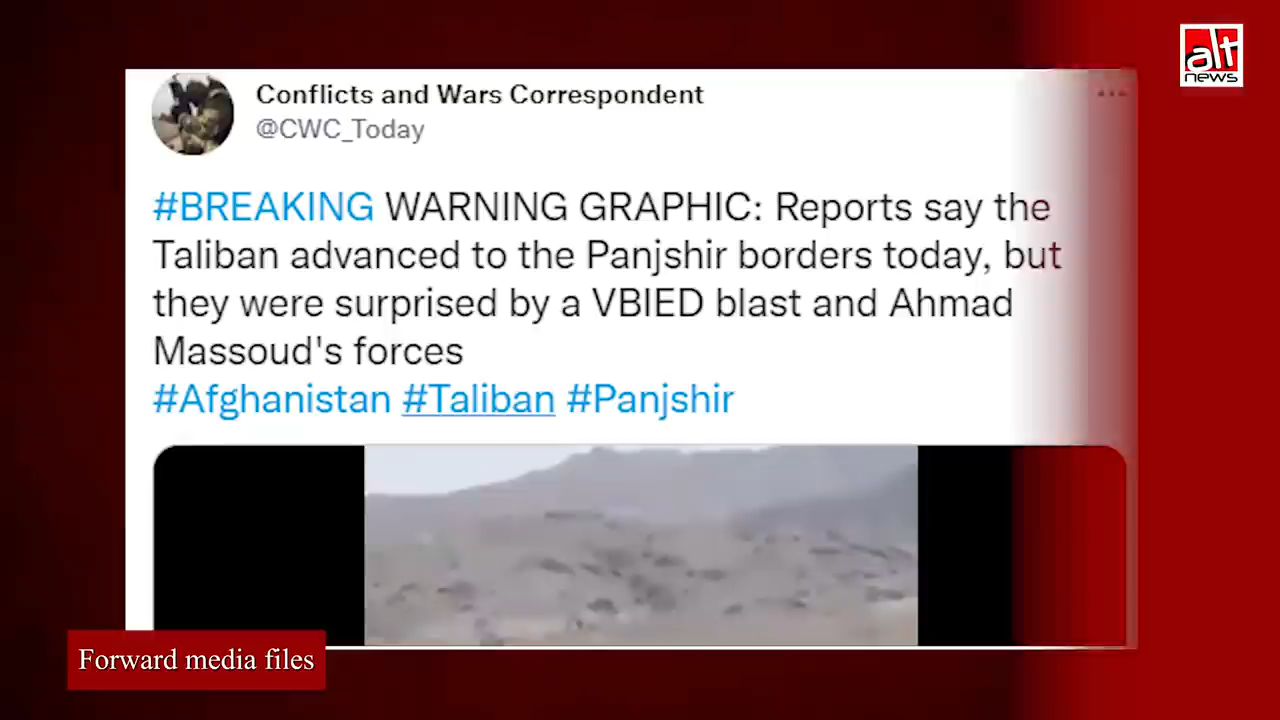 alt
news
Conflicts and Wars Correspondent
@CWC_Today
#BREAKING WARNING GRAPHIC: Reports say the
Taliban advanced to the Panjshir borders today, but
they were surprised by a VBIED blast and Ahmad
Massoud's forces
#Afghanistan #Taliban #Panjshir
Forward media files